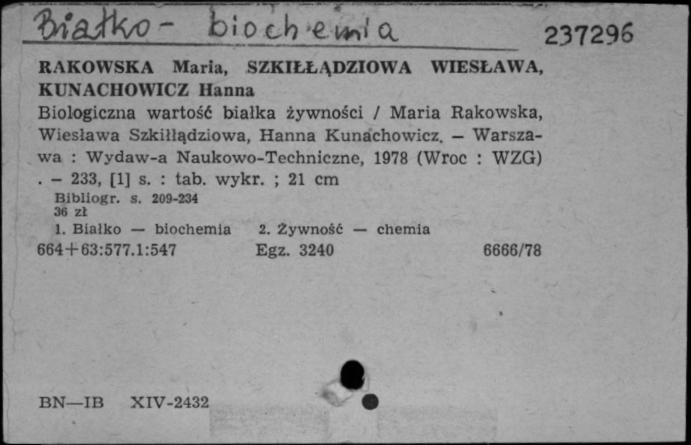 Białko - biochemia
237296
RAKOWSKA Maria, SZKIŁŁĄDZIOWA WIESŁAWA,
KUNACHOWICZ Hanna
Biologiczna wartość białka żywności / Maria Rakowska,
Wiesława Szkiłłądziowa, Hanna Kunachowicz. — Warsza-
wa : Wydaw-a Naukowo-Techniczne, 1978 (Wroc : WZG)
. — 233, [1] s. : tab. wykr. ; 21 cm
Bibliogr. s. 209-234
36 zł
1. Białko — biochemia 2. Żywność — chemia
664+63:577.1:547 Egz. 3240 6666/78
BN—IB XIV-2432